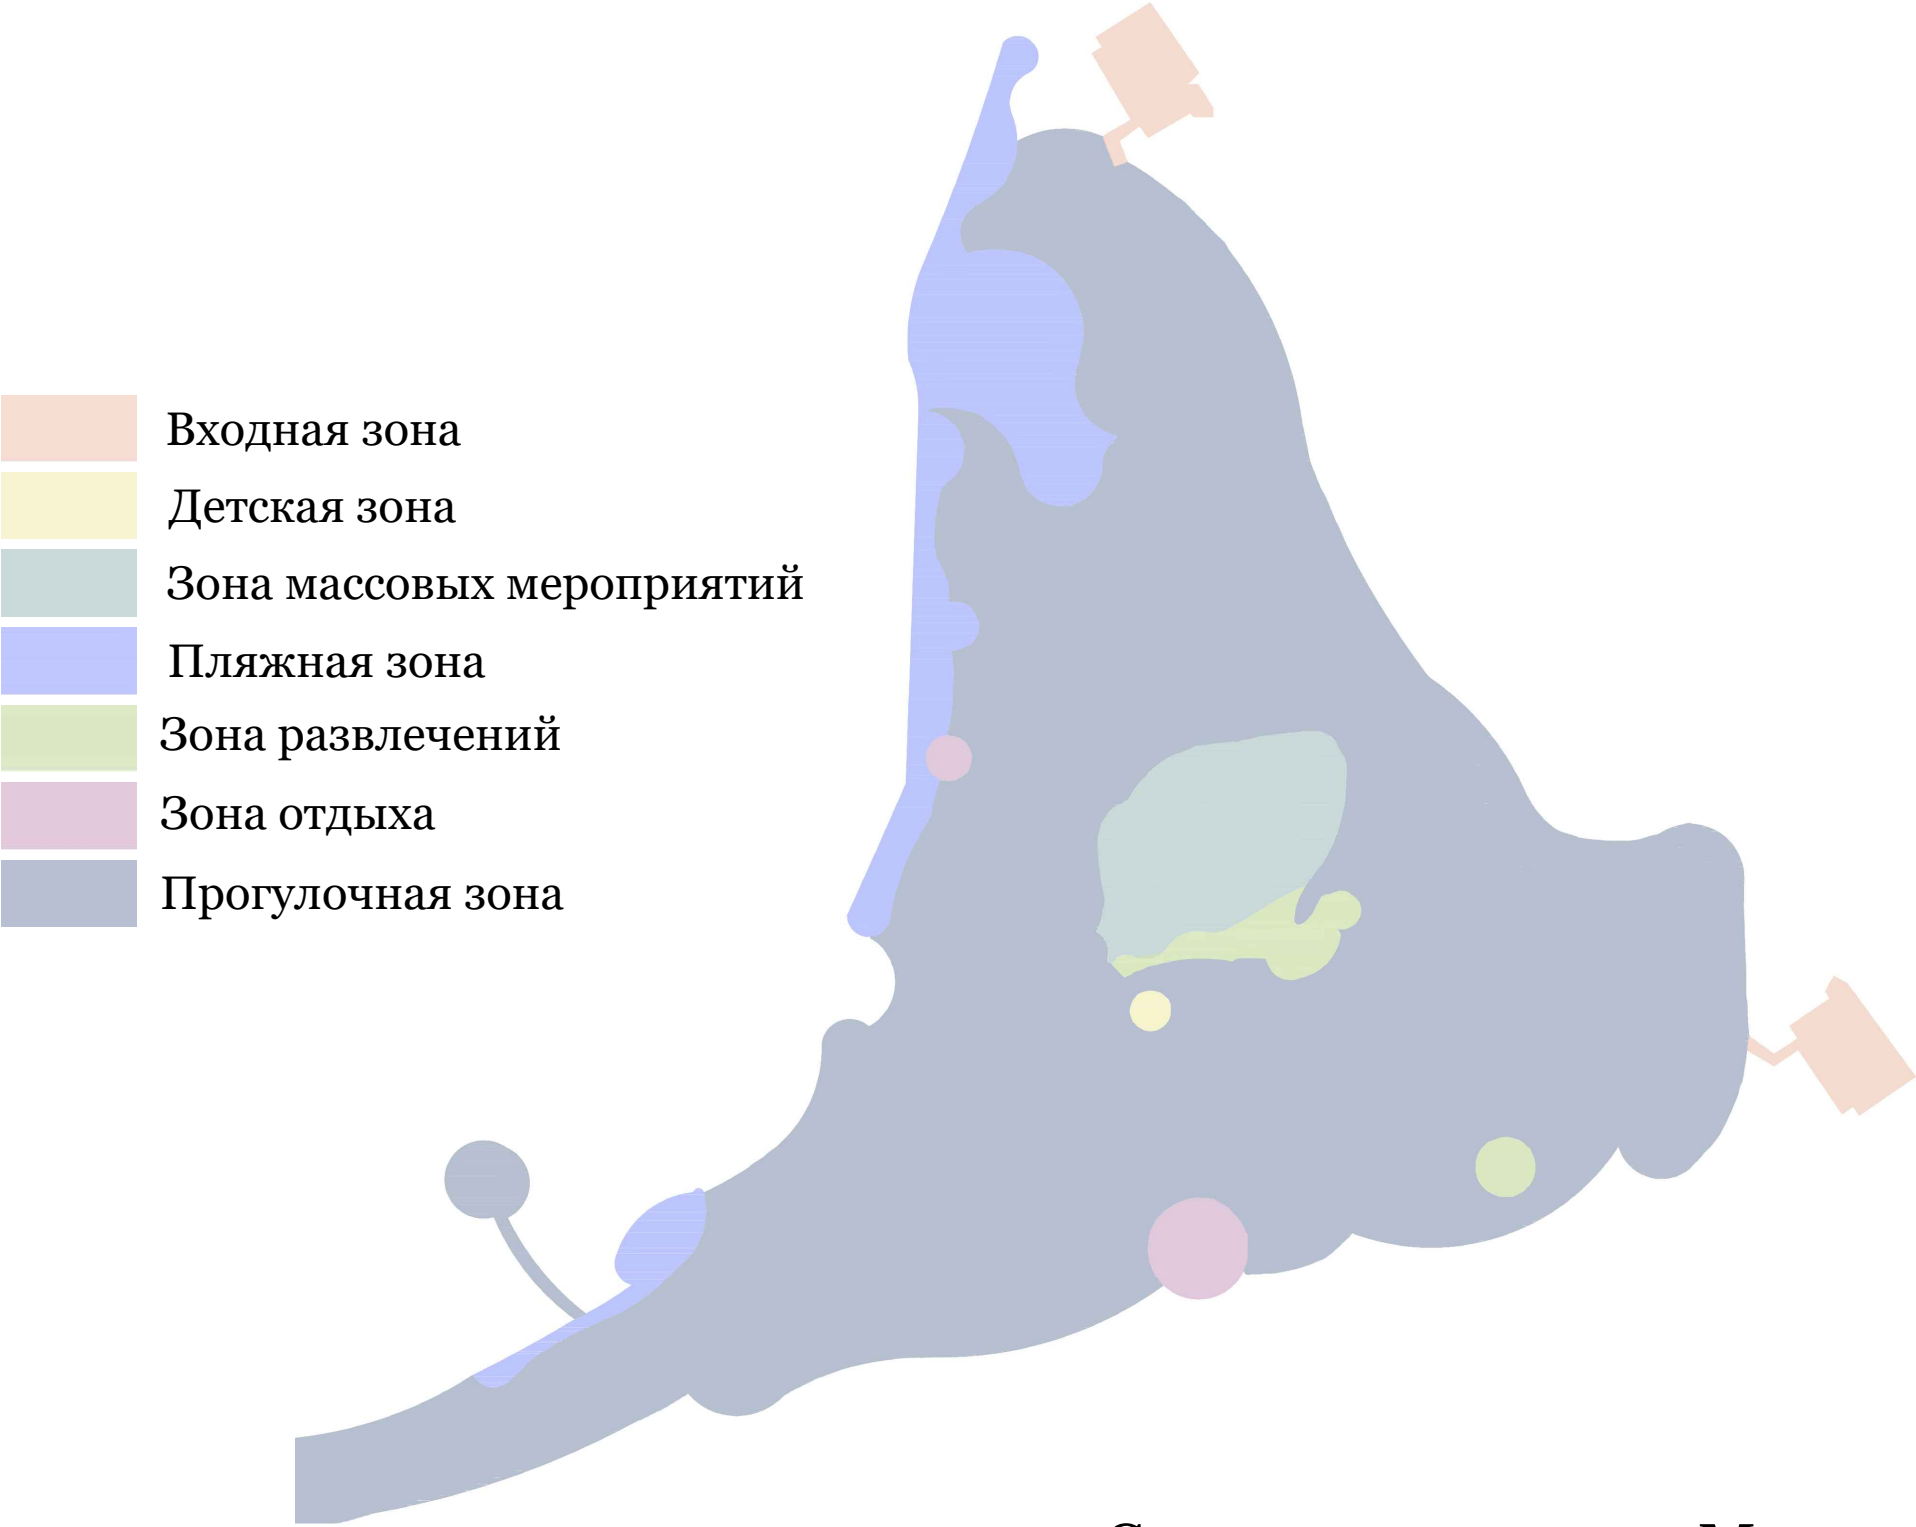 Входная зона
Детская зона
Зона массовых мероприятий
Пляжная зона
Зона развлечений
Зона отдыха
Прогулочная зона